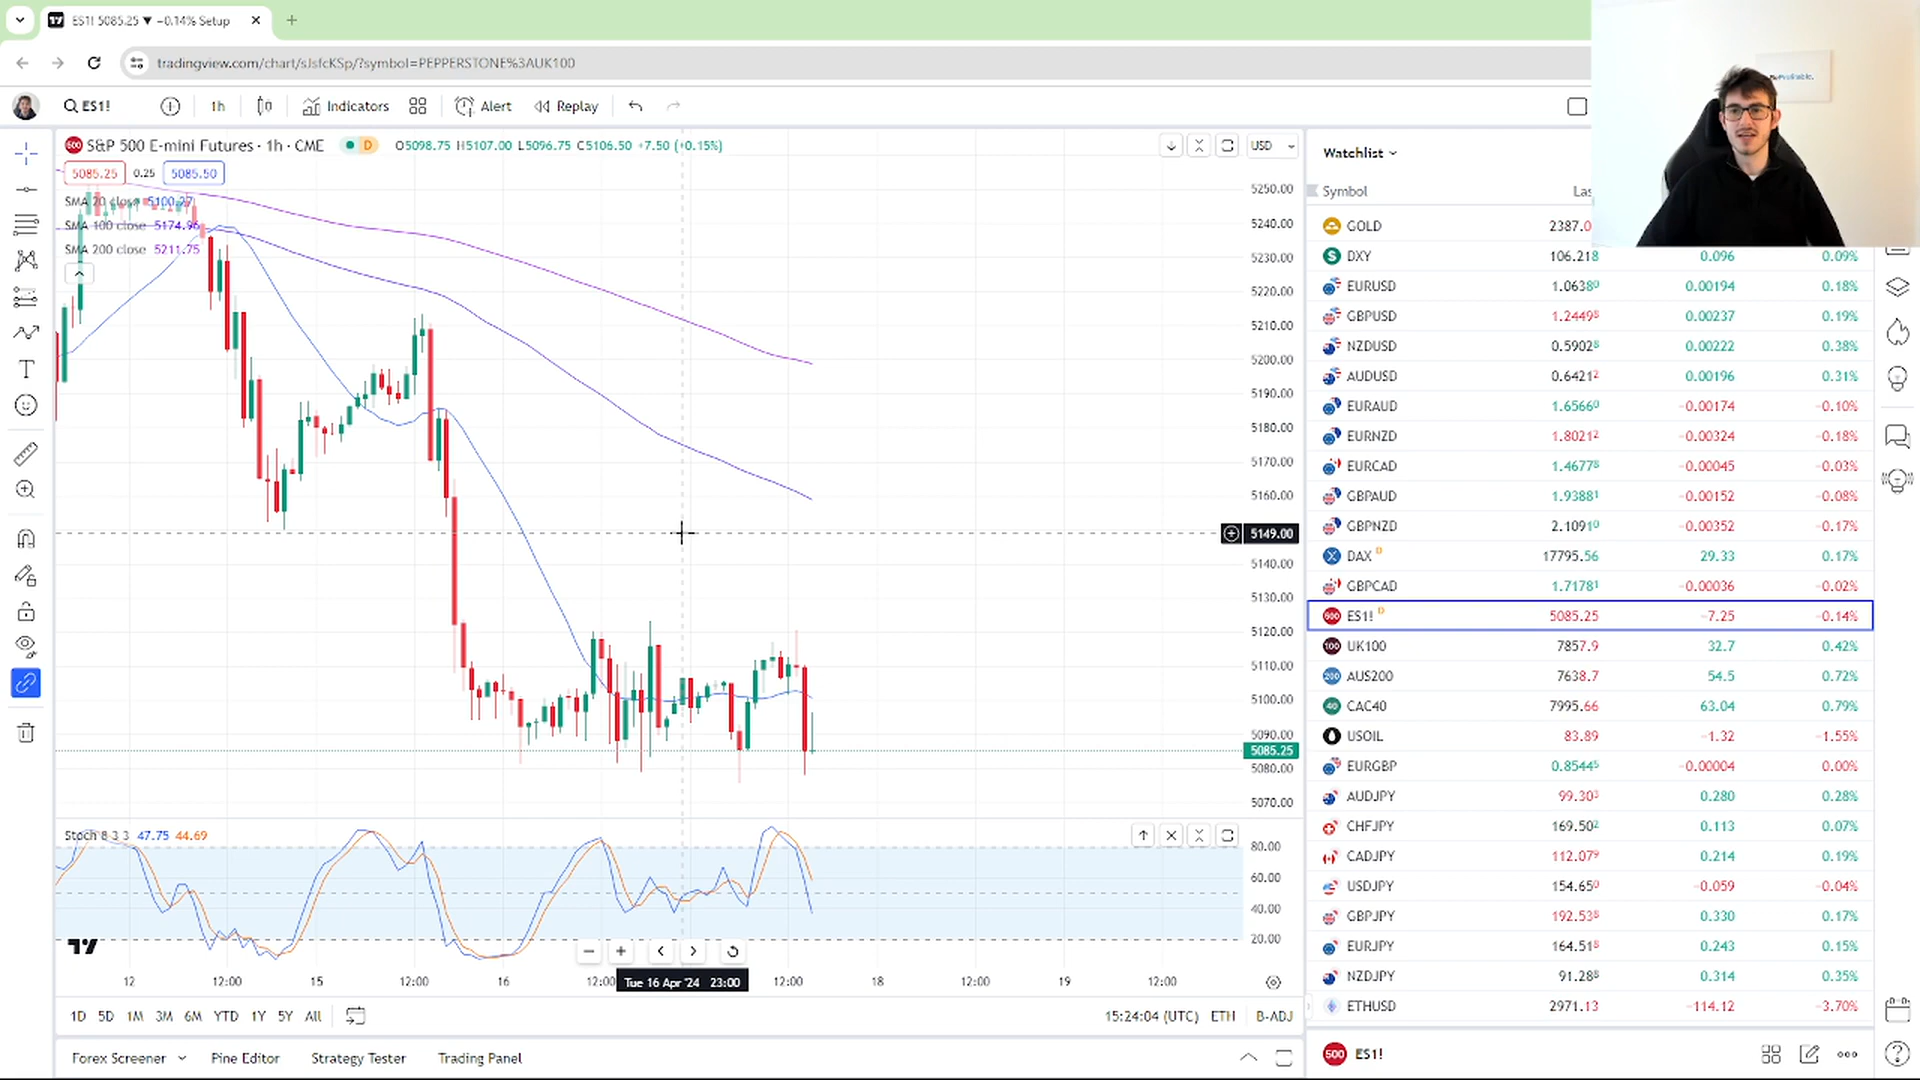 ES1! 5085.25 ▼ −0.14% Setup
tradingview.com/chart/sJsfcKSp/?symbol=PEPPERSTONE%3AUK100
ES1! 1h Indicators Alert Replay
S&P 500 E-mini Futures · 1h · CME D O5098.75 H5107.00 L5096.75 C5106.50 +7.50 (+0.15%) USD
5085.25 0.25 5085.50
SMA 20 close 5100.27
SMA 100 close 5174.96
SMA 200 close 5211.75
5250.00
5240.00
5230.00
5220.00
5210.00
5200.00
5190.00
5180.00
5170.00
5160.00
5149.00
5140.00
5130.00
5120.00
5110.00
5100.00
5090.00
5085.25
5080.00
5070.00
Stoch 8 3 3 47.75 44.69
80.00
60.00
40.00
20.00
12 12:00 15 12:00 16 12:00 Tue 16 Apr '24 23:00 12:00 18 12:00 19 12:00
1D 5D 1M 3M 6M YTD 1Y 5Y All 15:24:04 (UTC) ETH B-ADJ
Forex Screener Pine Editor Strategy Tester Trading Panel
Watchlist
Symbol Las
GOLD 2387.0
DXY 106.218 0.096 0.09%
EURUSD 1.06380 0.00194 0.18%
GBPUSD 1.24498 0.00237 0.19%
NZDUSD 0.59028 0.00222 0.38%
AUDUSD 0.64212 0.00196 0.31%
EURAUD 1.65660 −0.00174 −0.10%
EURNZD 1.80212 −0.00324 −0.18%
EURCAD 1.46778 −0.00045 −0.03%
GBPAUD 1.93881 −0.00152 −0.08%
GBPNZD 2.10910 −0.00352 −0.17%
DAX D 17795.56 29.33 0.17%
GBPCAD 1.71781 −0.00036 −0.02%
500 ES1! D 5085.25 −7.25 −0.14%
100 UK100 7857.9 32.7 0.42%
200 AUS200 7638.7 54.5 0.72%
40 CAC40 7995.66 63.04 0.79%
USOIL 83.89 −1.32 −1.55%
EURGBP 0.85445 −0.00004 0.00%
AUDJPY 99.303 0.280 0.28%
CHFJPY 169.502 0.113 0.07%
CADJPY 112.079 0.214 0.19%
USDJPY 154.650 −0.059 −0.04%
GBPJPY 192.538 0.330 0.17%
EURJPY 164.518 0.243 0.15%
NZDJPY 91.288 0.314 0.35%
ETHUSD 2971.13 −114.12 −3.70%
500 ES1!